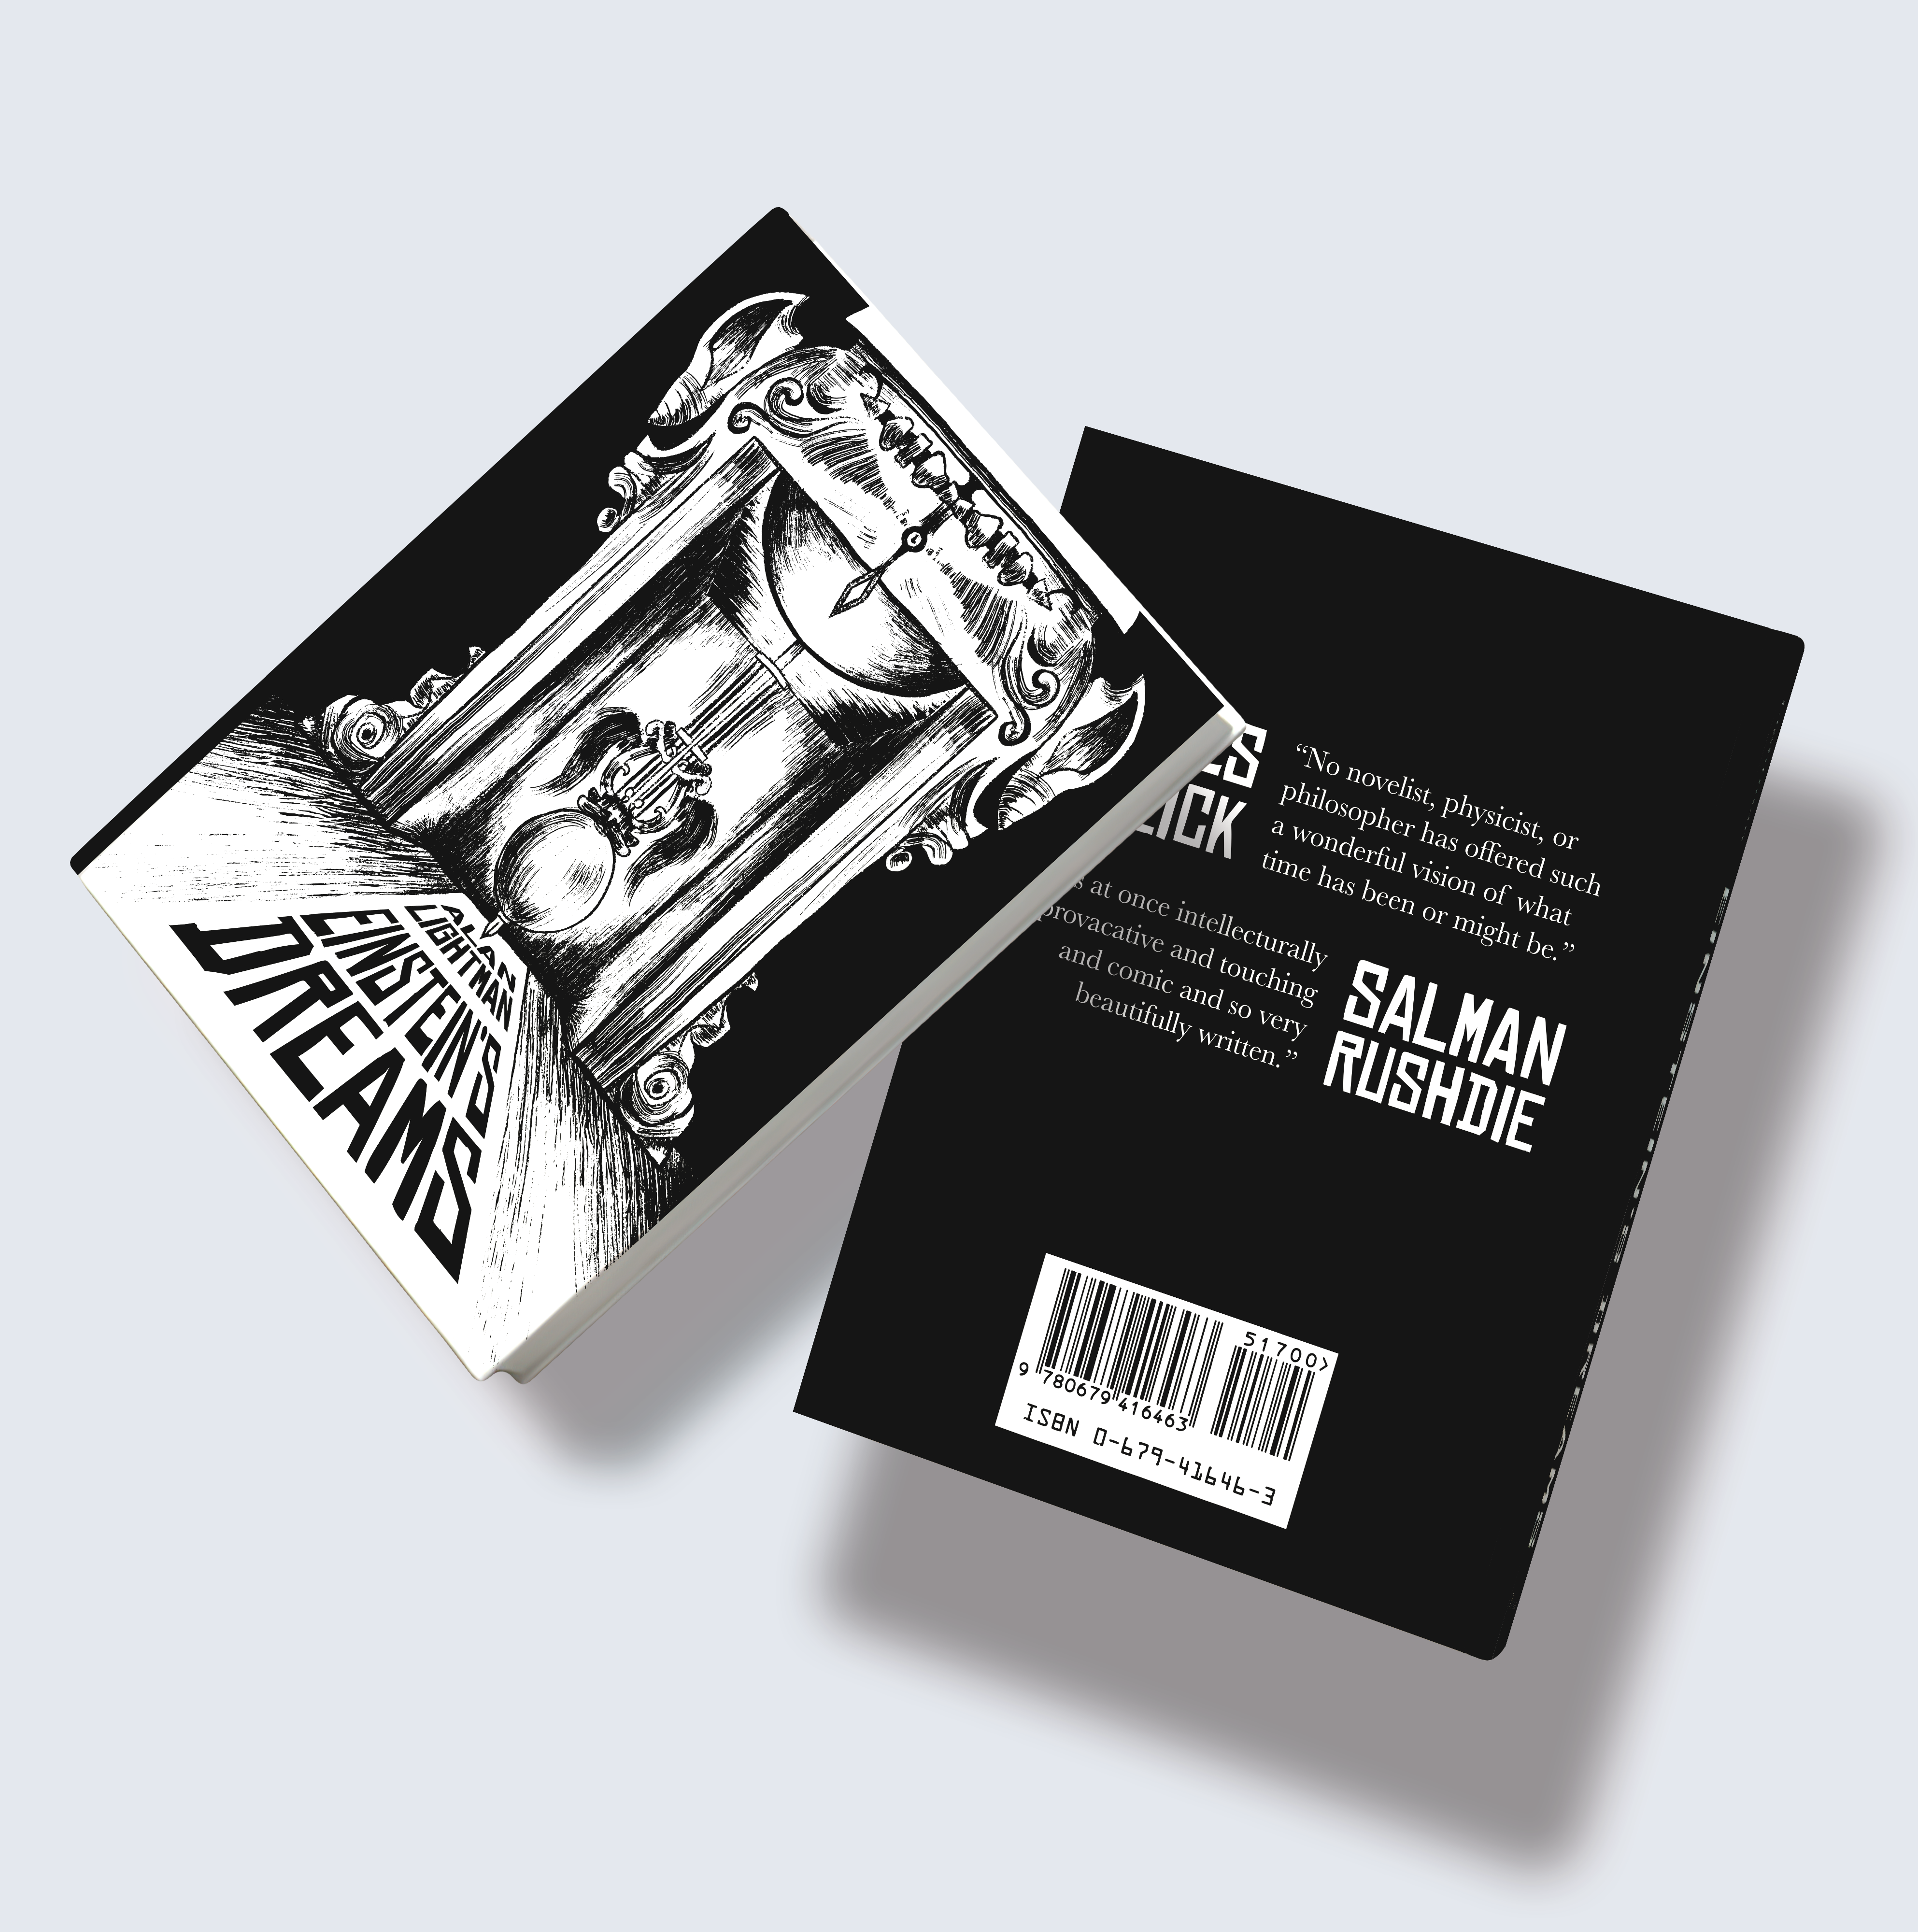 ALAN
LIGHTMAN
EINSTEIN'S
DREAMS
“No novelist, physicist, or
philosopher has offered such
a wonderful vision of what
time has been or might be.”
at once intellectually
provacative and touching
and comic and so very
beautifully written.”
SALMAN
RUSHDIE
51700>
9 780679 416463
ISBN 0-679-41646-3